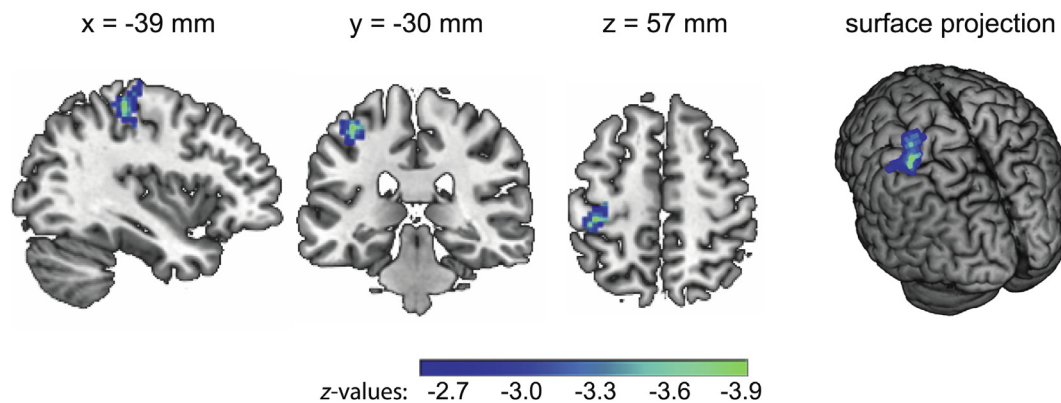 x = -39 mm y = -30 mm z = 57 mm surface projection
z-values: -2.7 -3.0 -3.3 -3.6 -3.9